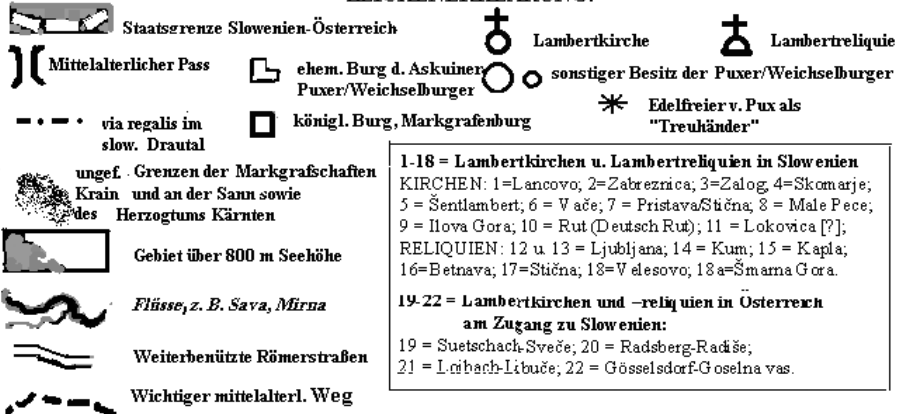 Staatsgrenze Slowenien-Österreich
Lambertkirche
Lambertreliquie
Mittelalterlicher Pass
ehem. Burg d. Askuiner
Puxer/Weichselburger
sonstiger Besitz der Puxer/Weichselburger
Edelfreier v. Pux als
"Treuhänder"
via regalis im
slow. Drautal
königl. Burg, Markgrafenburg
ungef. Grenzen der Markgrafschaften
Krain und an der Sann sowie
des Herzogtums Kärnten
Gebiet über 800 m Seehöhe
Flüsse, z. B. Sava, Mirna
Weiterbenützte Römerstraßen
Wichtiger mittelalterl. Weg
1-18 = Lambertkirchen u. Lambertreliquien in Slowenien
KIRCHEN: 1=Lancovo; 2=Zabreznica; 3=Zalog, 4=Skomarje;
5 = Šentlambert; 6 = Vače; 7 = Pristava/Stična; 8 = Male Pece;
9 = Ilova Gora; 10 = Rut (Deutsch Rut); 11 = Lokovica [?];
RELIQUIEN: 12 u. 13 = Ljubljana; 14 = Kum; 15 = Kapla;
16=Betnava; 17=Stična; 18=Velesovo; 18a=Šmarna Gora.
19-22 = Lambertkirchen und –reliquien in Österreich
am Zugang zu Slowenien:
19 = Suetschach-Sveče; 20 = Radsberg-Radiše;
21 = Loibach-Libuče; 22 = Gösselsdorf-Goselna vas.